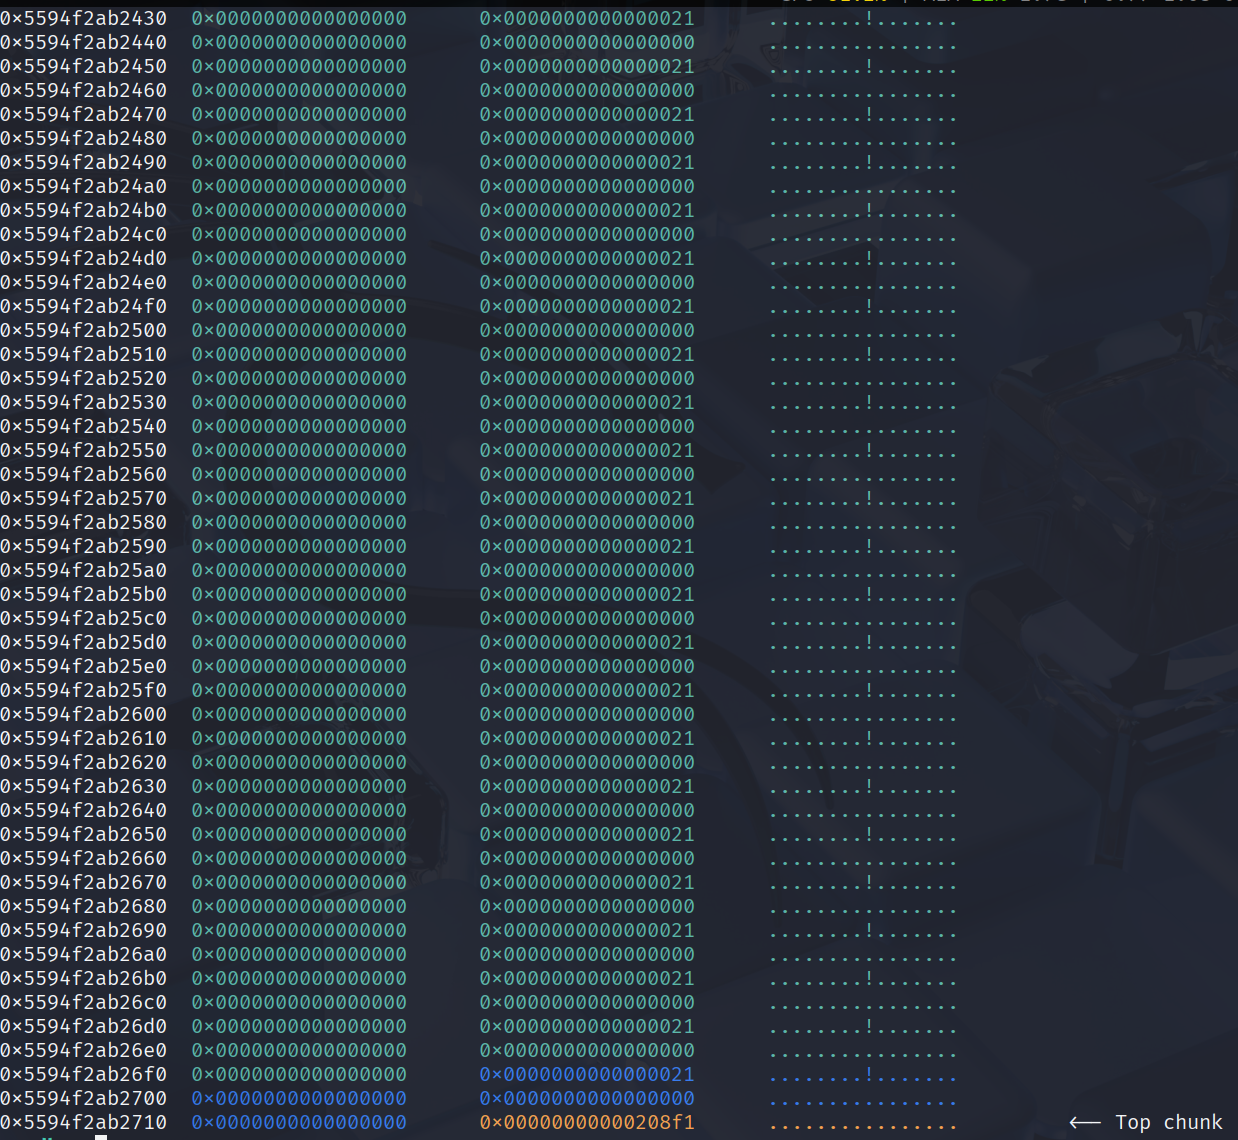 0x5594f2ab2430 0x0000000000000000 0x0000000000000021 ........!.......
0x5594f2ab2440 0x0000000000000000 0x0000000000000000 ................
0x5594f2ab2450 0x0000000000000000 0x0000000000000021 ........!.......
0x5594f2ab2460 0x0000000000000000 0x0000000000000000 ................
0x5594f2ab2470 0x0000000000000000 0x0000000000000021 ........!.......
0x5594f2ab2480 0x0000000000000000 0x0000000000000000 ................
0x5594f2ab2490 0x0000000000000000 0x0000000000000021 ........!.......
0x5594f2ab24a0 0x0000000000000000 0x0000000000000000 ................
0x5594f2ab24b0 0x0000000000000000 0x0000000000000021 ........!.......
0x5594f2ab24c0 0x0000000000000000 0x0000000000000000 ................
0x5594f2ab24d0 0x0000000000000000 0x0000000000000021 ........!.......
0x5594f2ab24e0 0x0000000000000000 0x0000000000000000 ................
0x5594f2ab24f0 0x0000000000000000 0x0000000000000021 ........!.......
0x5594f2ab2500 0x0000000000000000 0x0000000000000000 ................
0x5594f2ab2510 0x0000000000000000 0x0000000000000021 ........!.......
0x5594f2ab2520 0x0000000000000000 0x0000000000000000 ................
0x5594f2ab2530 0x0000000000000000 0x0000000000000021 ........!.......
0x5594f2ab2540 0x0000000000000000 0x0000000000000000 ................
0x5594f2ab2550 0x0000000000000000 0x0000000000000021 ........!.......
0x5594f2ab2560 0x0000000000000000 0x0000000000000000 ................
0x5594f2ab2570 0x0000000000000000 0x0000000000000021 ........!.......
0x5594f2ab2580 0x0000000000000000 0x0000000000000000 ................
0x5594f2ab2590 0x0000000000000000 0x0000000000000021 ........!.......
0x5594f2ab25a0 0x0000000000000000 0x0000000000000000 ................
0x5594f2ab25b0 0x0000000000000000 0x0000000000000021 ........!.......
0x5594f2ab25c0 0x0000000000000000 0x0000000000000000 ................
0x5594f2ab25d0 0x0000000000000000 0x0000000000000021 ........!.......
0x5594f2ab25e0 0x0000000000000000 0x0000000000000000 ................
0x5594f2ab25f0 0x0000000000000000 0x0000000000000021 ........!.......
0x5594f2ab2600 0x0000000000000000 0x0000000000000000 ................
0x5594f2ab2610 0x0000000000000000 0x0000000000000021 ........!.......
0x5594f2ab2620 0x0000000000000000 0x0000000000000000 ................
0x5594f2ab2630 0x0000000000000000 0x0000000000000021 ........!.......
0x5594f2ab2640 0x0000000000000000 0x0000000000000000 ................
0x5594f2ab2650 0x0000000000000000 0x0000000000000021 ........!.......
0x5594f2ab2660 0x0000000000000000 0x0000000000000000 ................
0x5594f2ab2670 0x0000000000000000 0x0000000000000021 ........!.......
0x5594f2ab2680 0x0000000000000000 0x0000000000000000 ................
0x5594f2ab2690 0x0000000000000000 0x0000000000000021 ........!.......
0x5594f2ab26a0 0x0000000000000000 0x0000000000000000 ................
0x5594f2ab26b0 0x0000000000000000 0x0000000000000021 ........!.......
0x5594f2ab26c0 0x0000000000000000 0x0000000000000000 ................
0x5594f2ab26d0 0x0000000000000000 0x0000000000000021 ........!.......
0x5594f2ab26e0 0x0000000000000000 0x0000000000000000 ................
0x5594f2ab26f0 0x0000000000000000 0x0000000000000021 ........!.......
0x5594f2ab2700 0x0000000000000000 0x0000000000000000 ................
0x5594f2ab2710 0x0000000000000000 0x00000000000208f1 ................ <-- Top chunk